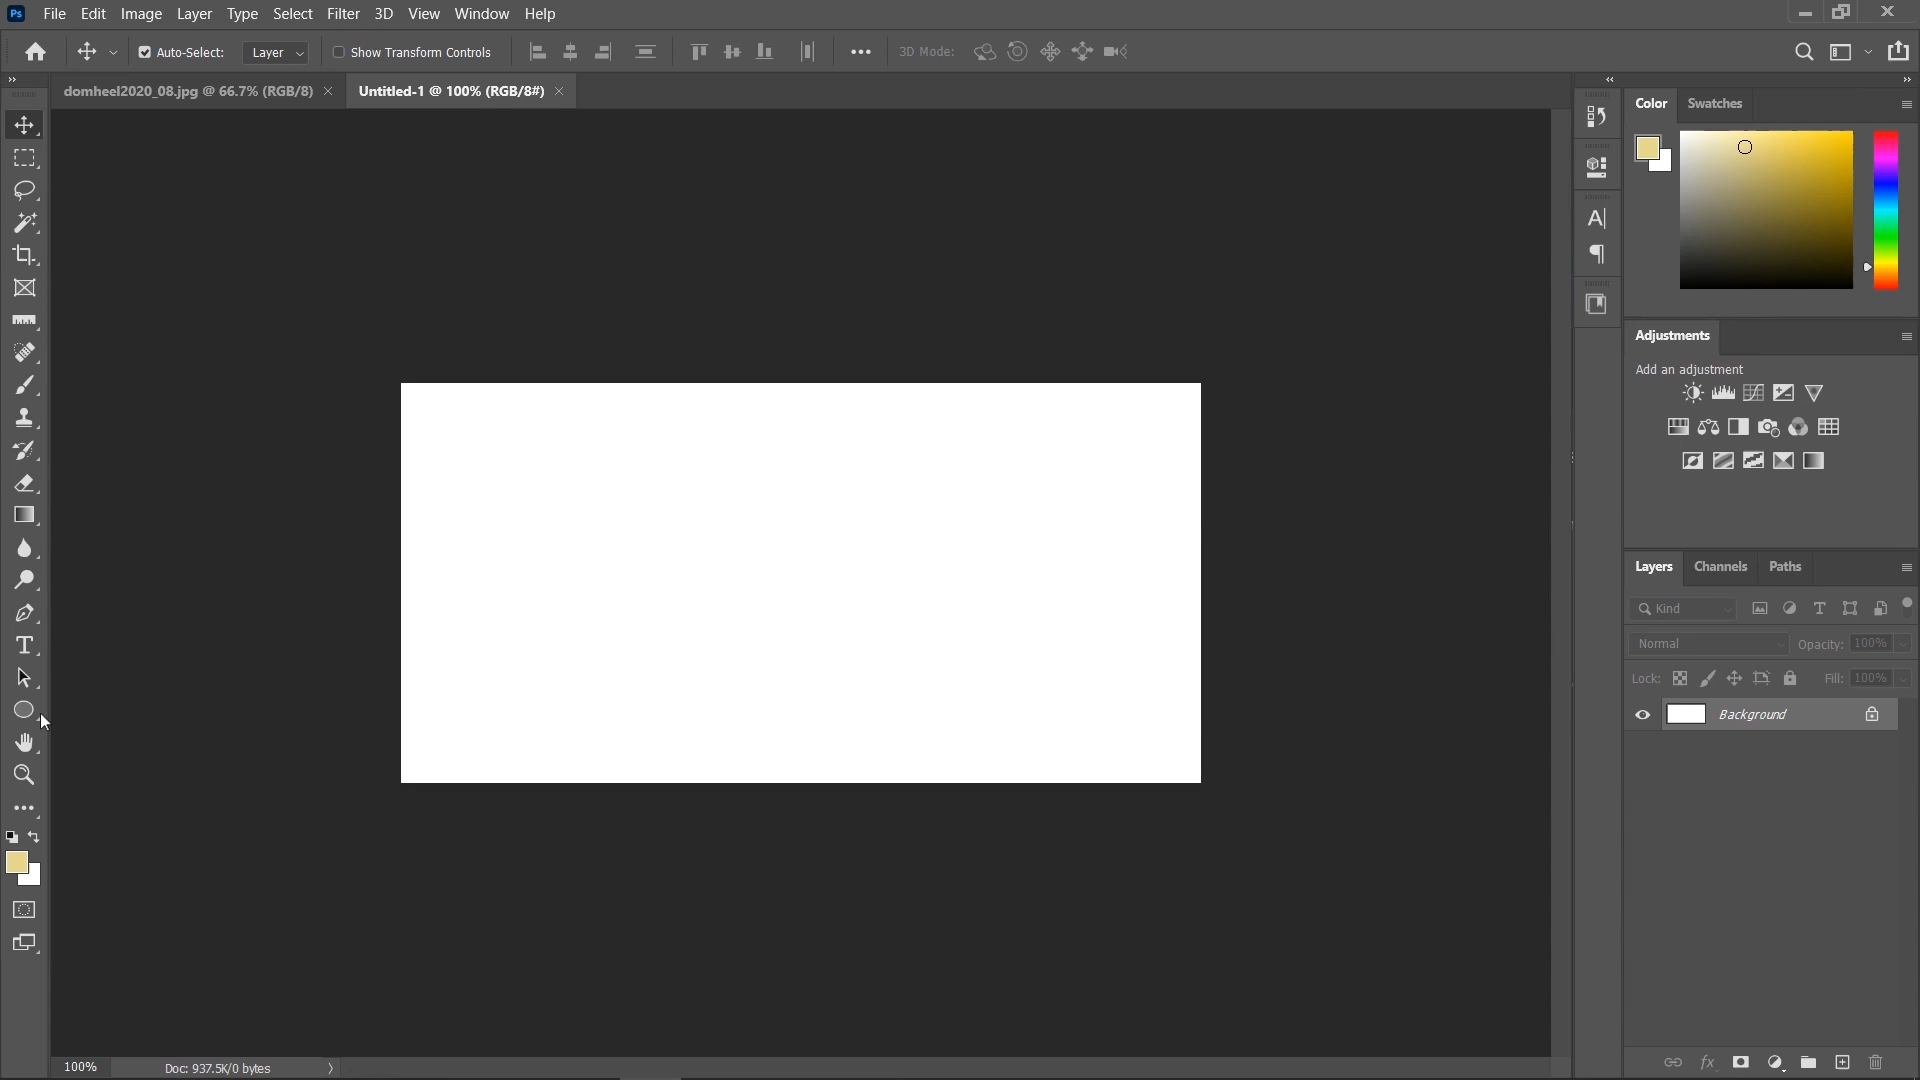 Ps File Edit Image Layer Type Select Filter 3D View Window Help
Auto-Select: Layer Show Transform Controls 3D Mode:
domheel2020_08.jpg @ 66.7% (RGB/8) × Untitled-1 @ 100% (RGB/8#) ×
Color Swatches
Adjustments
Add an adjustment
Layers Channels Paths
Kind
Normal Opacity: 100%
Lock: Fill: 100%
Background
fx
100% Doc: 937.5K/0 bytes